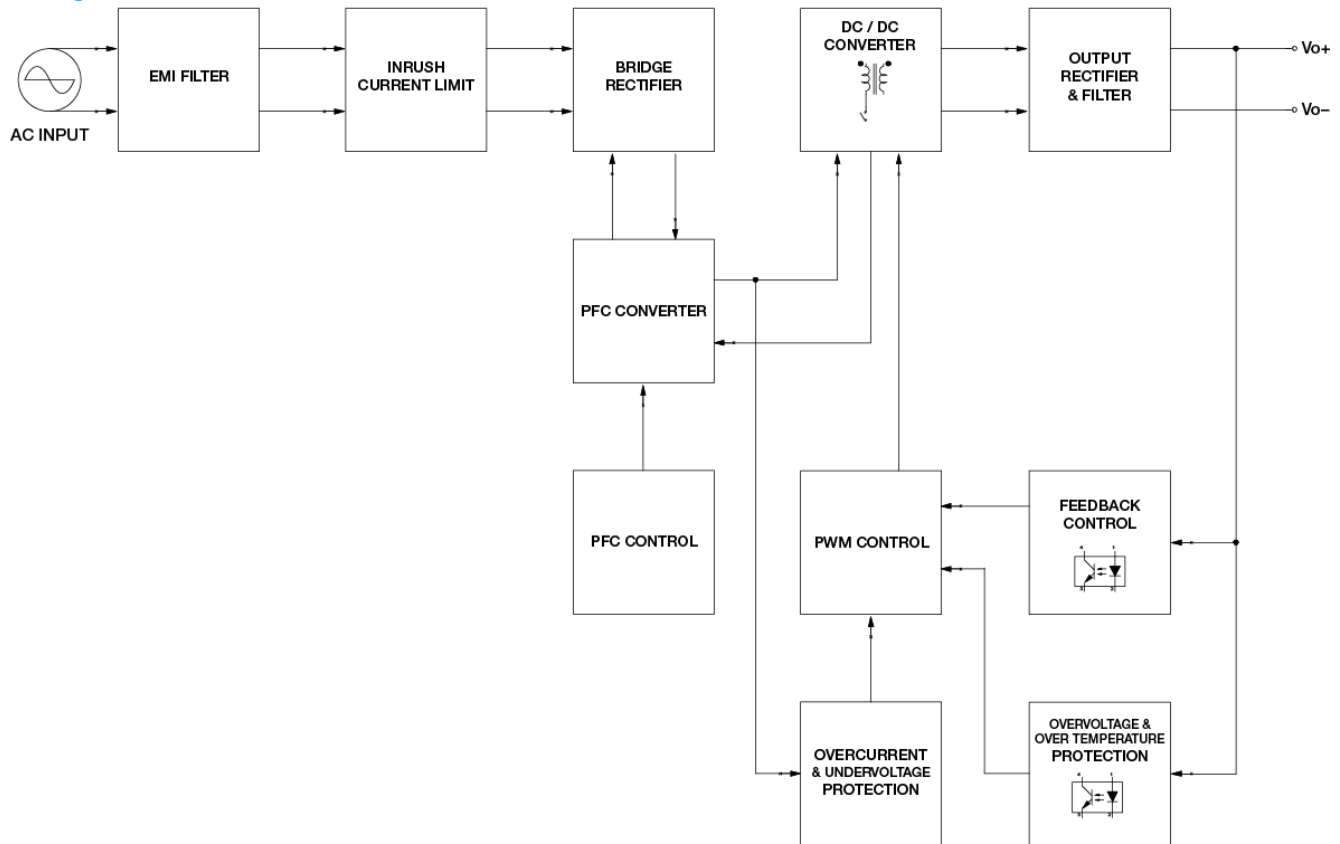 EMI FILTER
INRUSH
CURRENT LIMIT
BRIDGE
RECTIFIER
DC / DC
CONVERTER
OUTPUT
RECTIFIER
& FILTER
Vo+
Vo–
AC INPUT
PFC CONVERTER
PFC CONTROL
PWM CONTROL
FEEDBACK
CONTROL
OVERCURRENT
& UNDERVOLTAGE
PROTECTION
OVERVOLTAGE &
OVER TEMPERATURE
PROTECTION